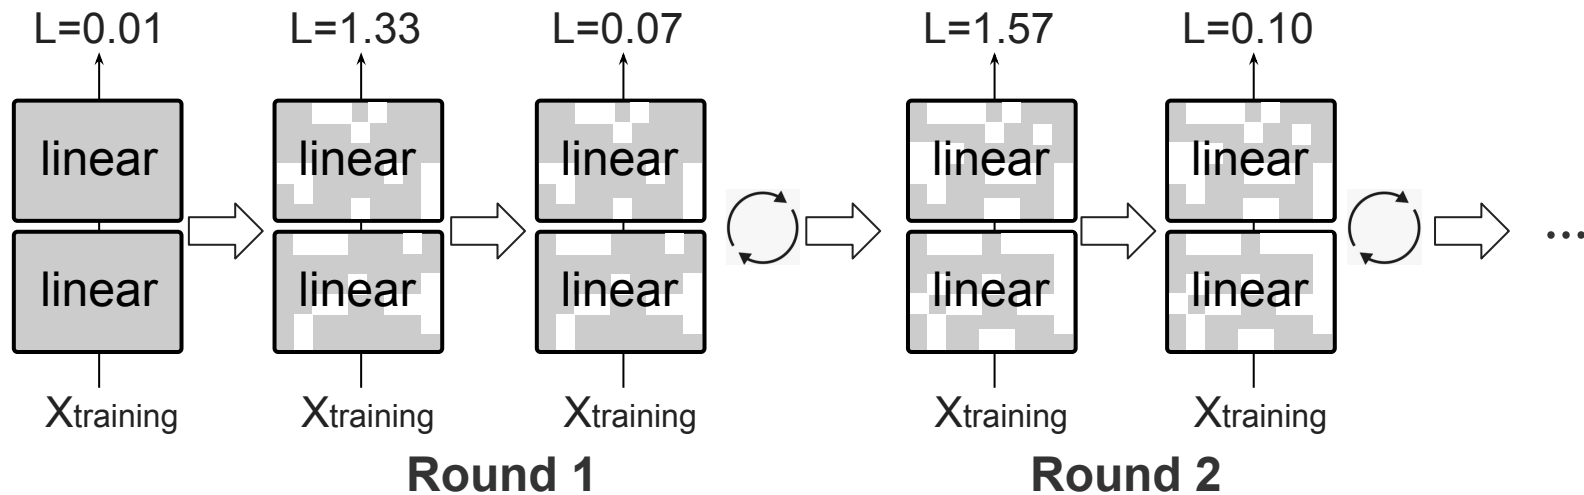 L=0.01 L=1.33 L=0.07 L=1.57 L=0.10
linear linear linear linear linear
linear linear linear linear linear
...
Xtraining Xtraining Xtraining Xtraining Xtraining
Round 1 Round 2